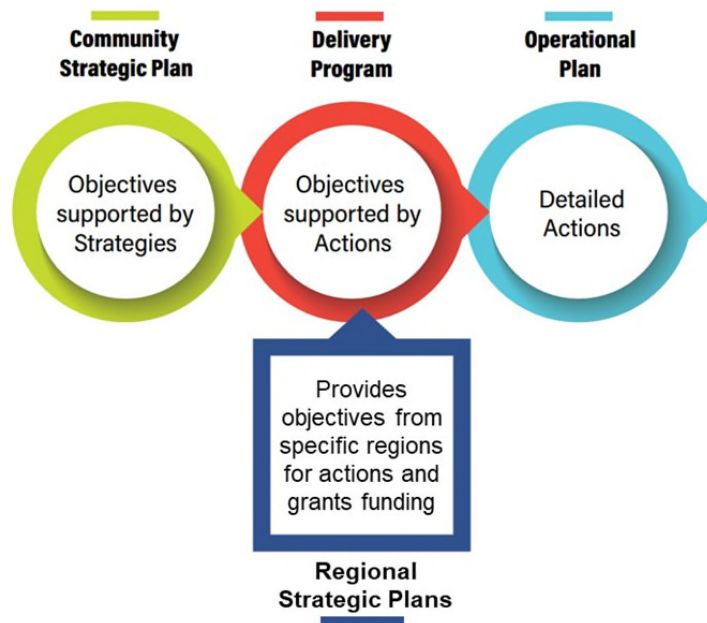 Community
Strategic Plan
Delivery
Program
Operational
Plan
Objectives
supported by
Strategies
Objectives
supported by
Actions
Detailed
Actions
Provides
objectives from
specific regions
for actions and
grants funding
Regional
Strategic Plans